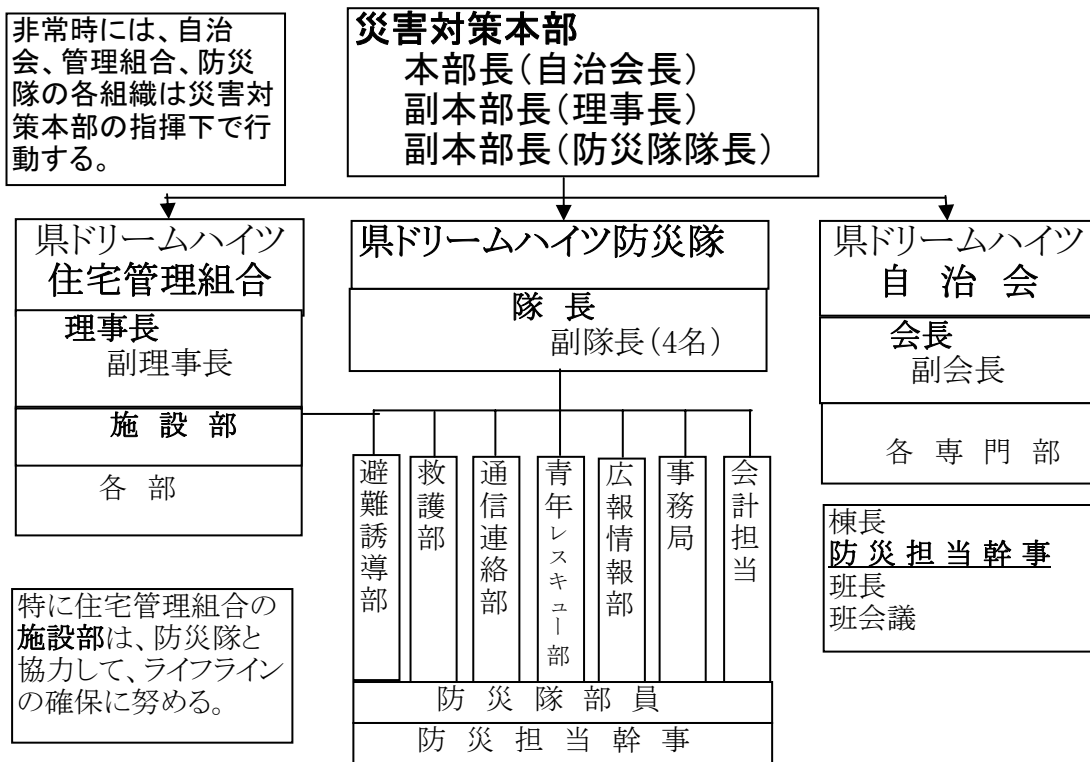 非常時には、自治
会、管理組合、防災
隊の各組織は災害対
策本部の指揮下で行
動する。
災害対策本部
本部長(自治会長)
副本部長(理事長)
副本部長(防災隊隊長)
県ドリームハイツ
住宅管理組合
理事長
副理事長
施設部
各部
県ドリームハイツ防災隊
隊長
副隊長(4名)
避難誘導部
救護部
通信連絡部
青年レスキュー部
広報情報部
事務局
会計担当
防災隊部員
防災担当幹事
県ドリームハイツ
自治会
会長
副会長
各専門部
棟長
防災担当幹事
班長
班会議
特に住宅管理組合の
施設部は、防災隊と
協力して、ライフライン
の確保に努める。